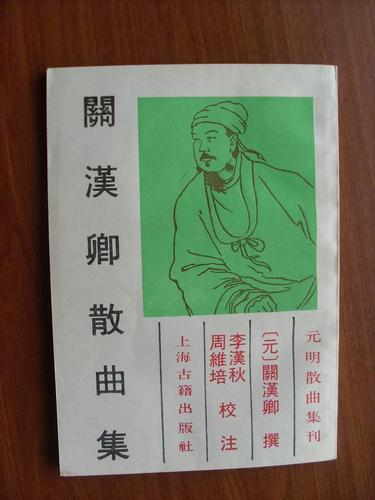 關漢卿散曲集
元明散曲集刊
〔元〕關漢卿 撰
李漢秋
周維培
校注
上海古籍出版社